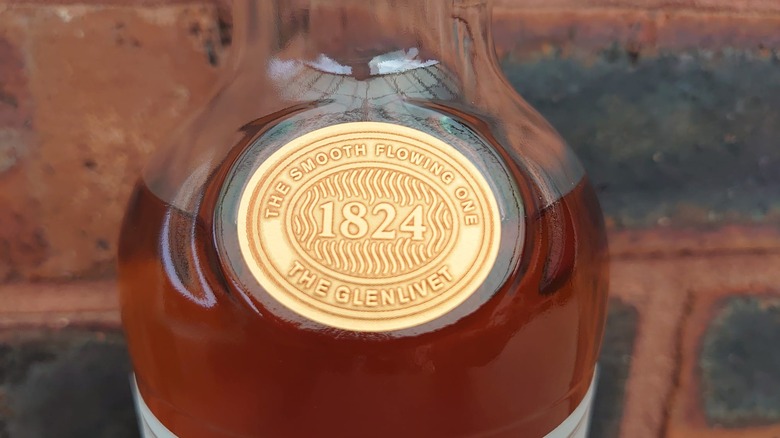 THE SMOOTH FLOWING ONE
1824
THE GLENLIVET